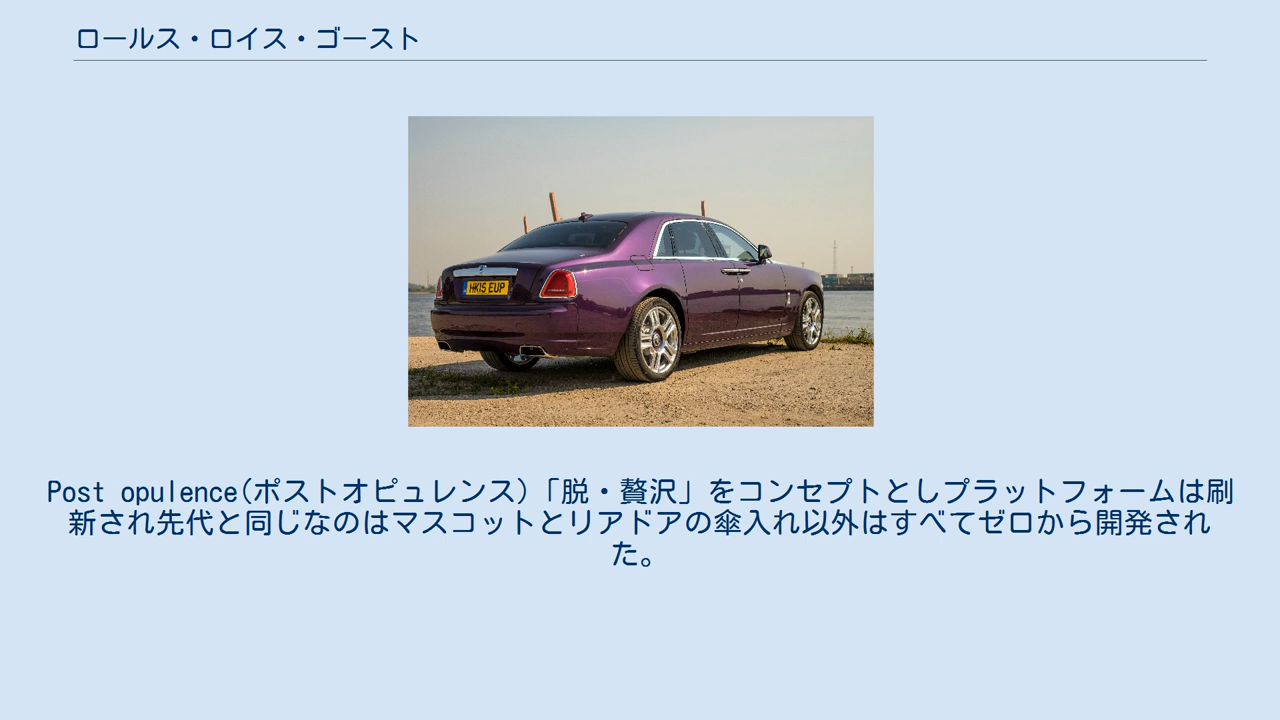 ロールス・ロイス・ゴースト
HK15 EUP
Post opulence(ポストオピュレンス)「脱・贅沢」をコンセプトとしプラットフォームは刷
新され先代と同じなのはマスコットとリアドアの傘入れ以外はすべてゼロから開発され
た。